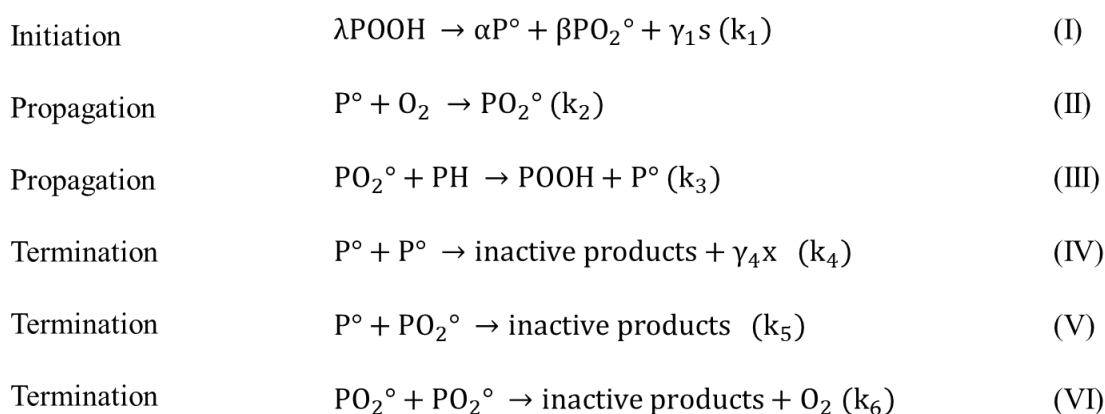 Initiation λPOOH → αP° + βPO₂° + γ₁s (k₁) (I)
Propagation P° + O₂ → PO₂° (k₂) (II)
Propagation PO₂° + PH → POOH + P° (k₃) (III)
Termination P° + P° → inactive products + γ₄x (k₄) (IV)
Termination P° + PO₂° → inactive products (k₅) (V)
Termination PO₂° + PO₂° → inactive products + O₂ (k₆) (VI)